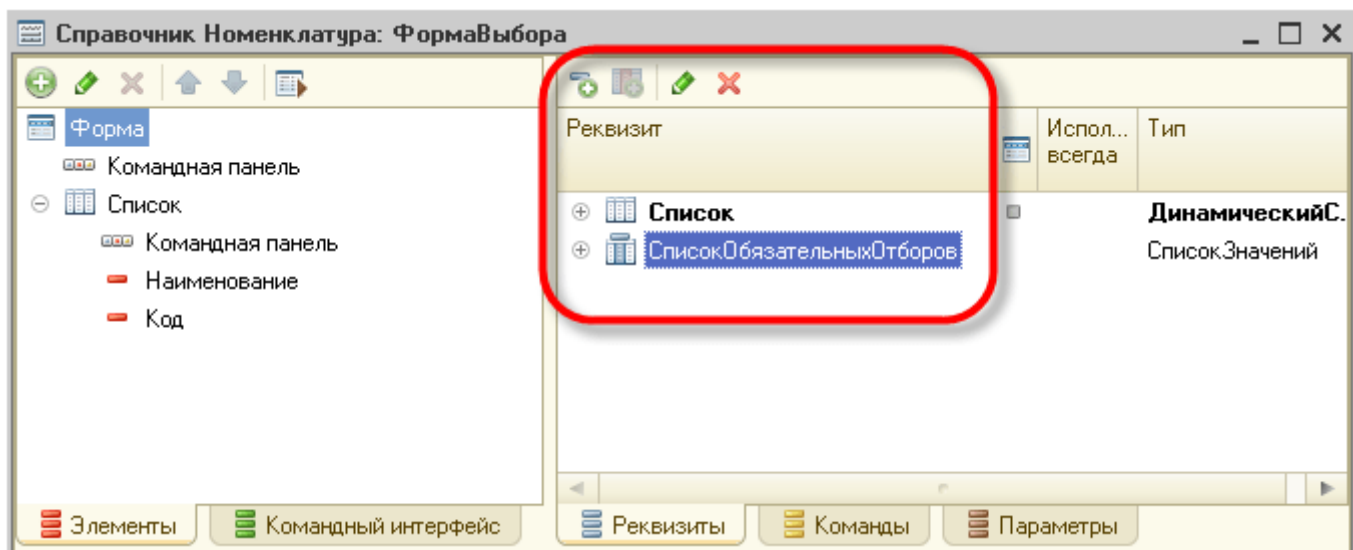 Справочник Номенклатура: ФормаВыбора
Форма
Командная панель
Список
Командная панель
Наименование
Код
Элементы
Командный интерфейс
Реквизит
Испол... всегда
Тип
Список
ДинамическийС.
СписокОбязательныхОтборов
СписокЗначений
Реквизиты
Команды
Параметры